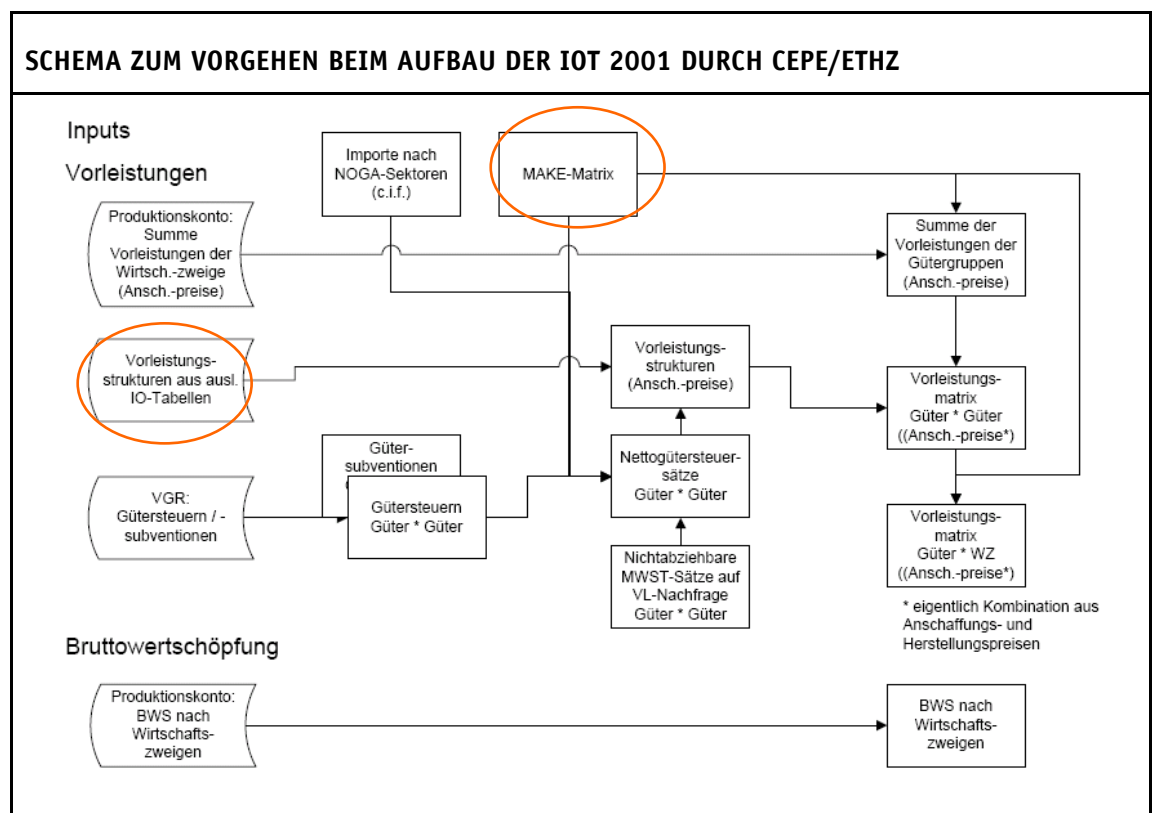 SCHEMA ZUM VORGEHEN BEIM AUFBAU DER IOT 2001 DURCH CEPE/ETHZ
Inputs
Vorleistungen
Importe nach
NOGA-Sektoren
(c.i.f.)
MAKE-Matrix
Produktionskonto:
Summe
Vorleistungen der
Wirtsch.-zweige
(Ansch.-preise)
Summe der
Vorleistungen der
Gütergruppen
(Ansch.-preise)
Vorleistungs-
strukturen aus ausl.
IO-Tabellen
Vorleistungs-
strukturen
(Ansch.-preise)
Vorleistungs-
matrix
Güter * Güter
((Ansch.-preise*)
VGR:
Gütersteuern / -
subventionen
Güter-
subventionen
Gütersteuern
Güter * Güter
Nettogütersteuer-
sätze
Güter * Güter
Vorleistungs-
matrix
Güter * WZ
((Ansch.-preise*)
Nichtabziehbare
MWST-Sätze auf
VL-Nachfrage
Güter * Güter
* eigentlich Kombination aus
Anschaffungs- und
Herstellungspreisen
Bruttowertschöpfung
Produktionskonto:
BWS nach
Wirtschafts-
zweigen
BWS nach
Wirtschafts-
zweigen